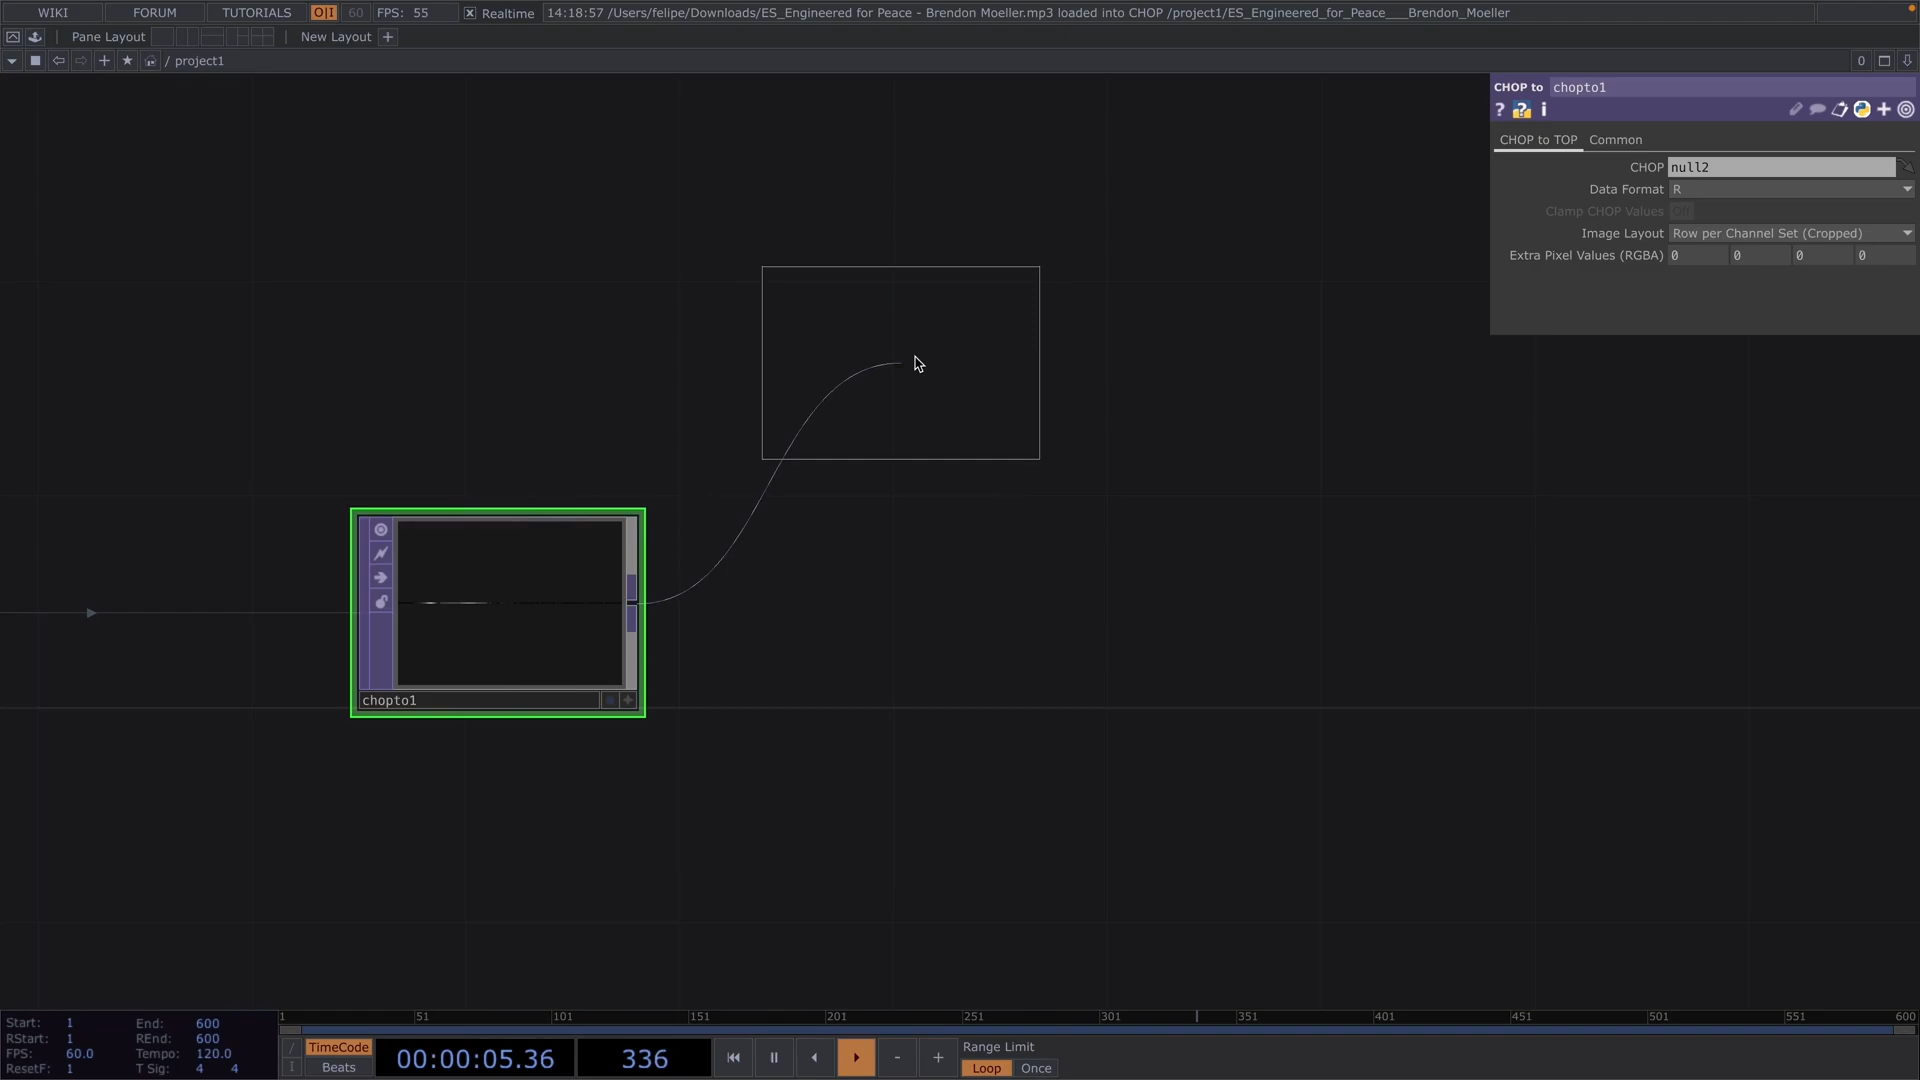 WIKI FORUM TUTORIALS O|I 60 FPS: 55 Realtime 14:18:57 /Users/felipe/Downloads/ES_Engineered for Peace - Brendon Moeller.mp3 loaded into CHOP /project1/ES_Engineered_for_Peace___Brendon_Moeller
Pane Layout New Layout +
/ project1 0
CHOP to chopto1
? ? i
CHOP to TOP Common
CHOP null2
Data Format R
Clamp CHOP Values Off
Image Layout Row per Channel Set (Cropped)
Extra Pixel Values (RGBA) 0 0 0 0
chopto1
1 51 101 151 201 251 301 351 401 451 501 551 600
Start: 1 End: 600
RStart: 1 REnd: 600
FPS: 60.0 Tempo: 120.0
ResetF: 1 T Sig: 4 4
/ TimeCode
I Beats
00:00:05.36 336 - +
Range Limit
Loop Once